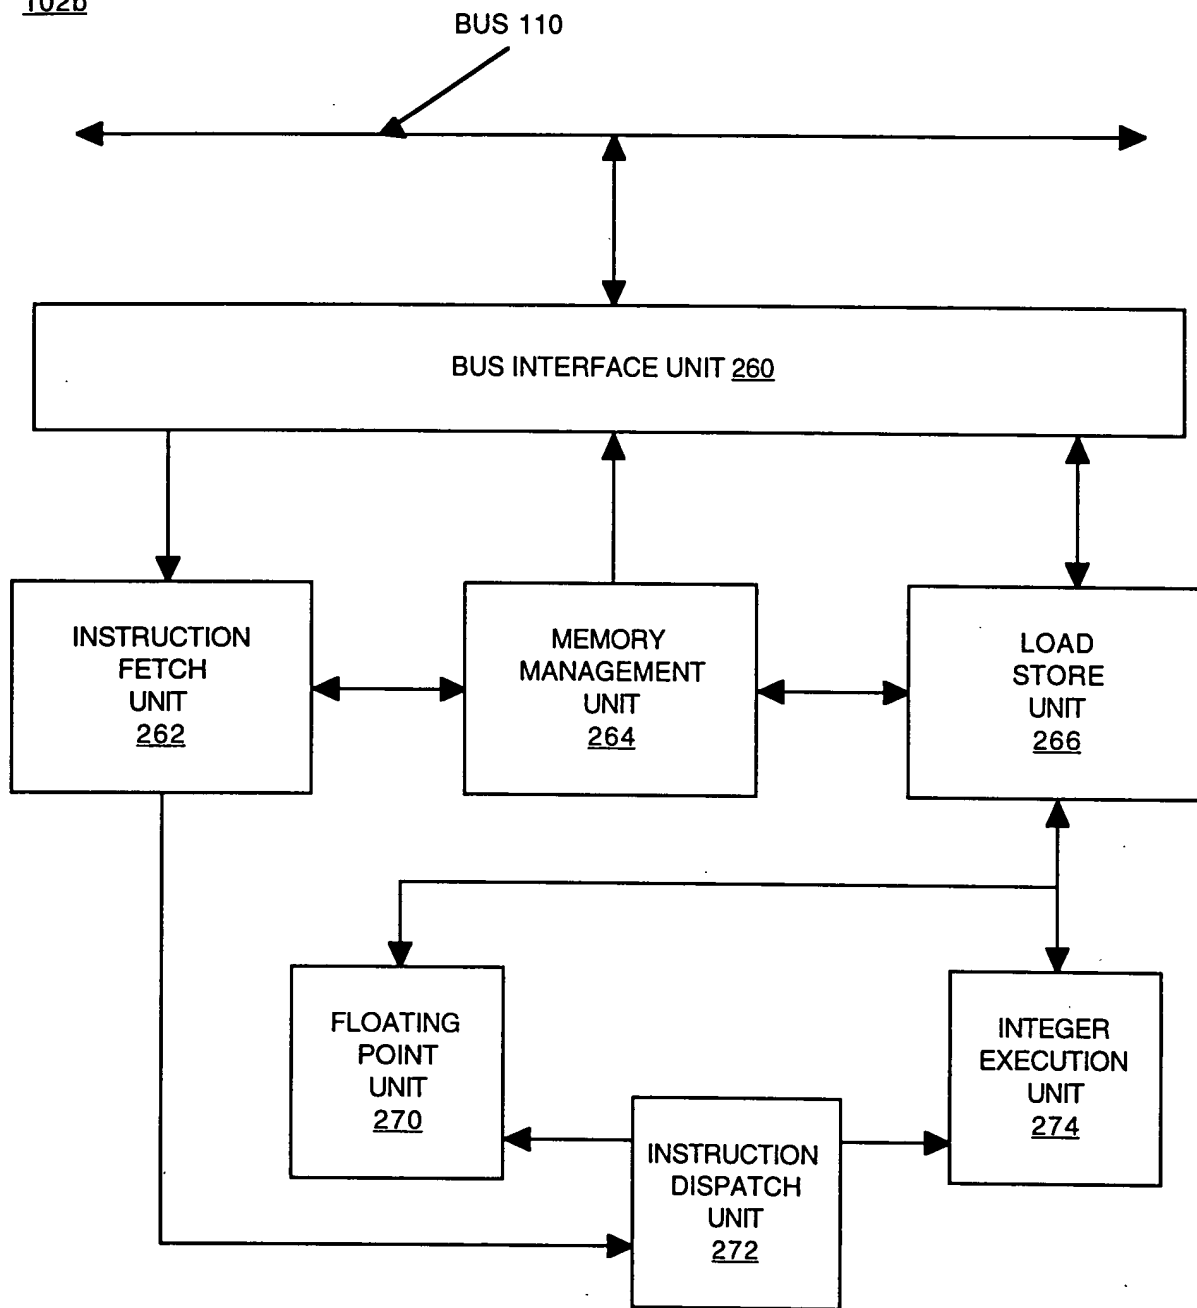 102b
BUS 110
BUS INTERFACE UNIT 260
INSTRUCTION
FETCH
UNIT
262
MEMORY
MANAGEMENT
UNIT
264
LOAD
STORE
UNIT
266
FLOATING
POINT
UNIT
270
INSTRUCTION
DISPATCH
UNIT
272
INTEGER
EXECUTION
UNIT
274